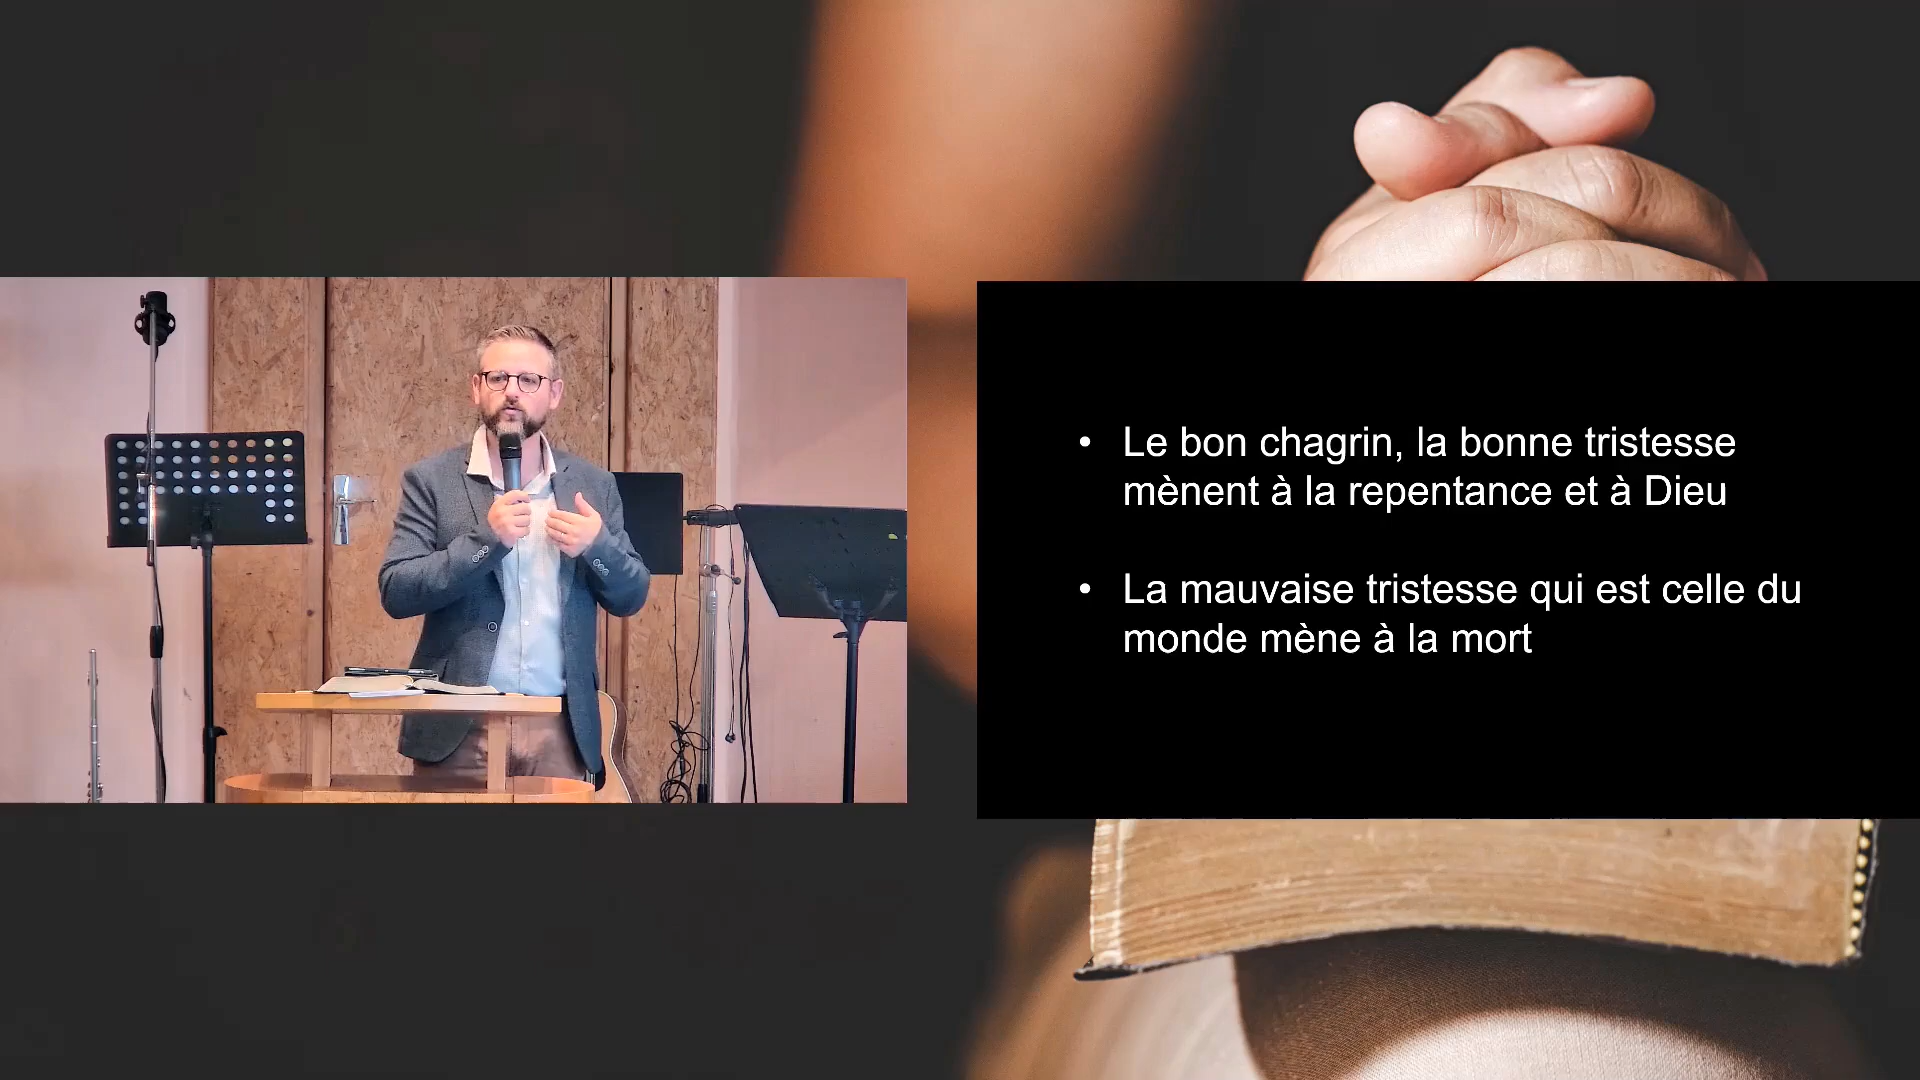 • Le bon chagrin, la bonne tristesse
mènent à la repentance et à Dieu
• La mauvaise tristesse qui est celle du
monde mène à la mort